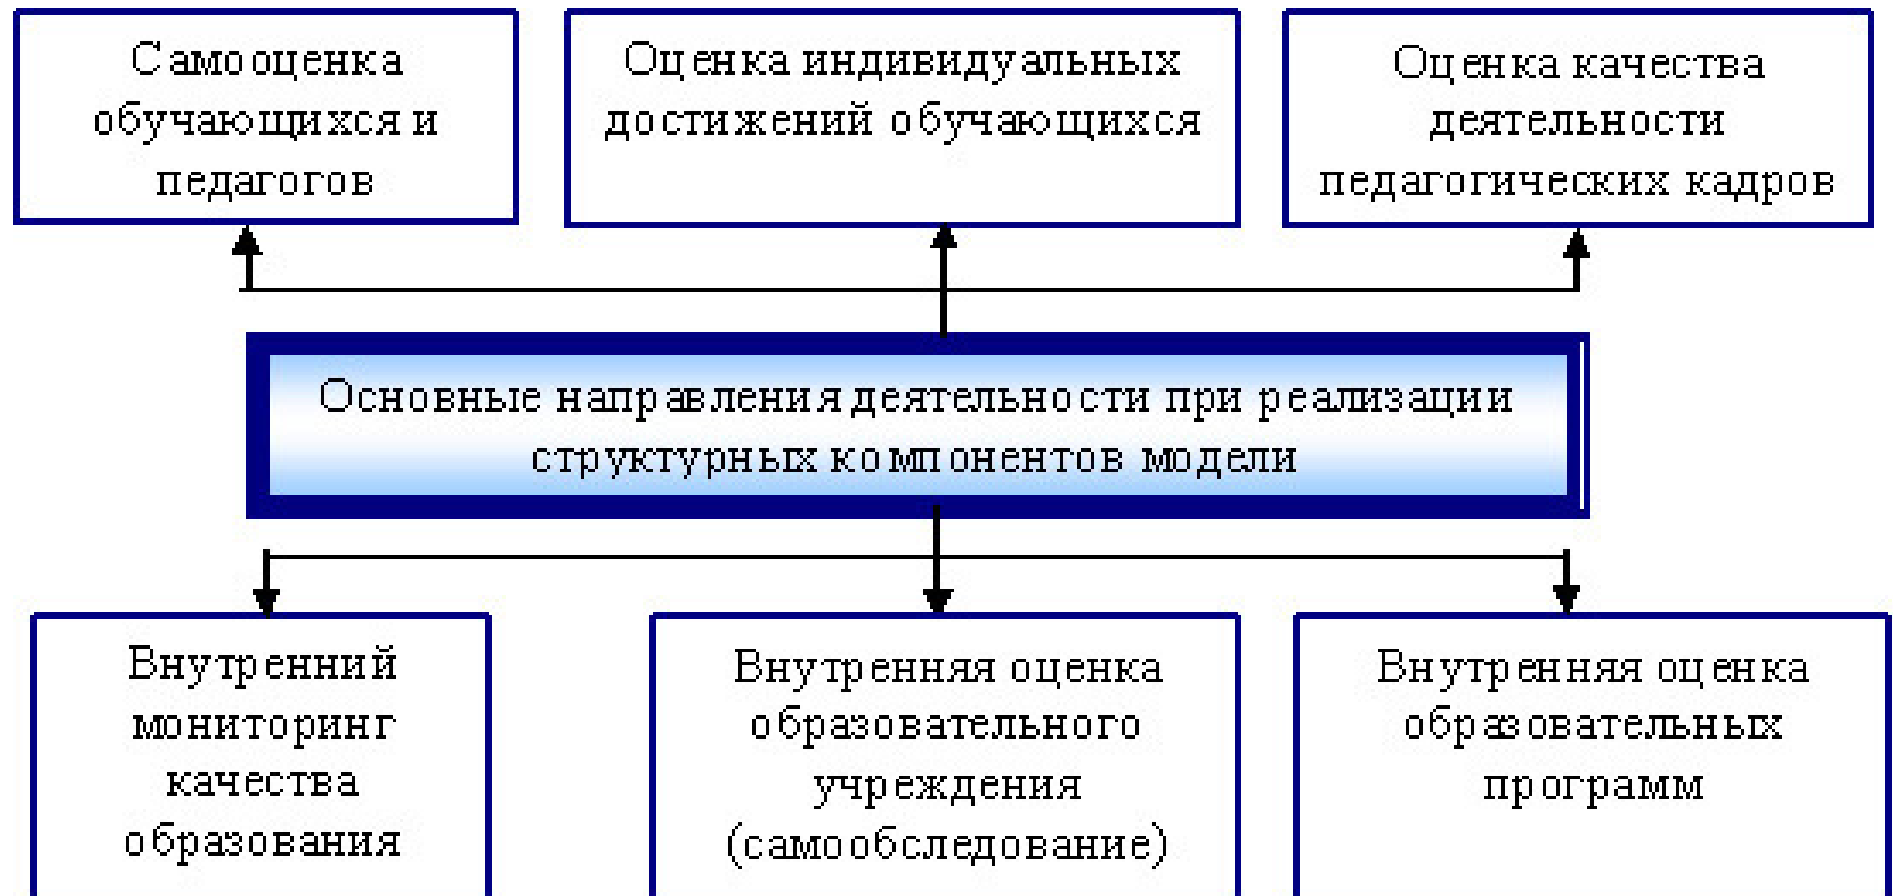 Самооценка
обучающихся и
педагогов
Оценка индивидуальных
достижений обучающихся
Оценка качества
деятельности
педагогических кадров
Основные направления деятельности при реализации
структурных компонентов модели
Внутренний
мониторинг
качества
образования
Внутренняя оценка
образовательного
учреждения
(самообследование)
Внутренняя оценка
образовательных
программ